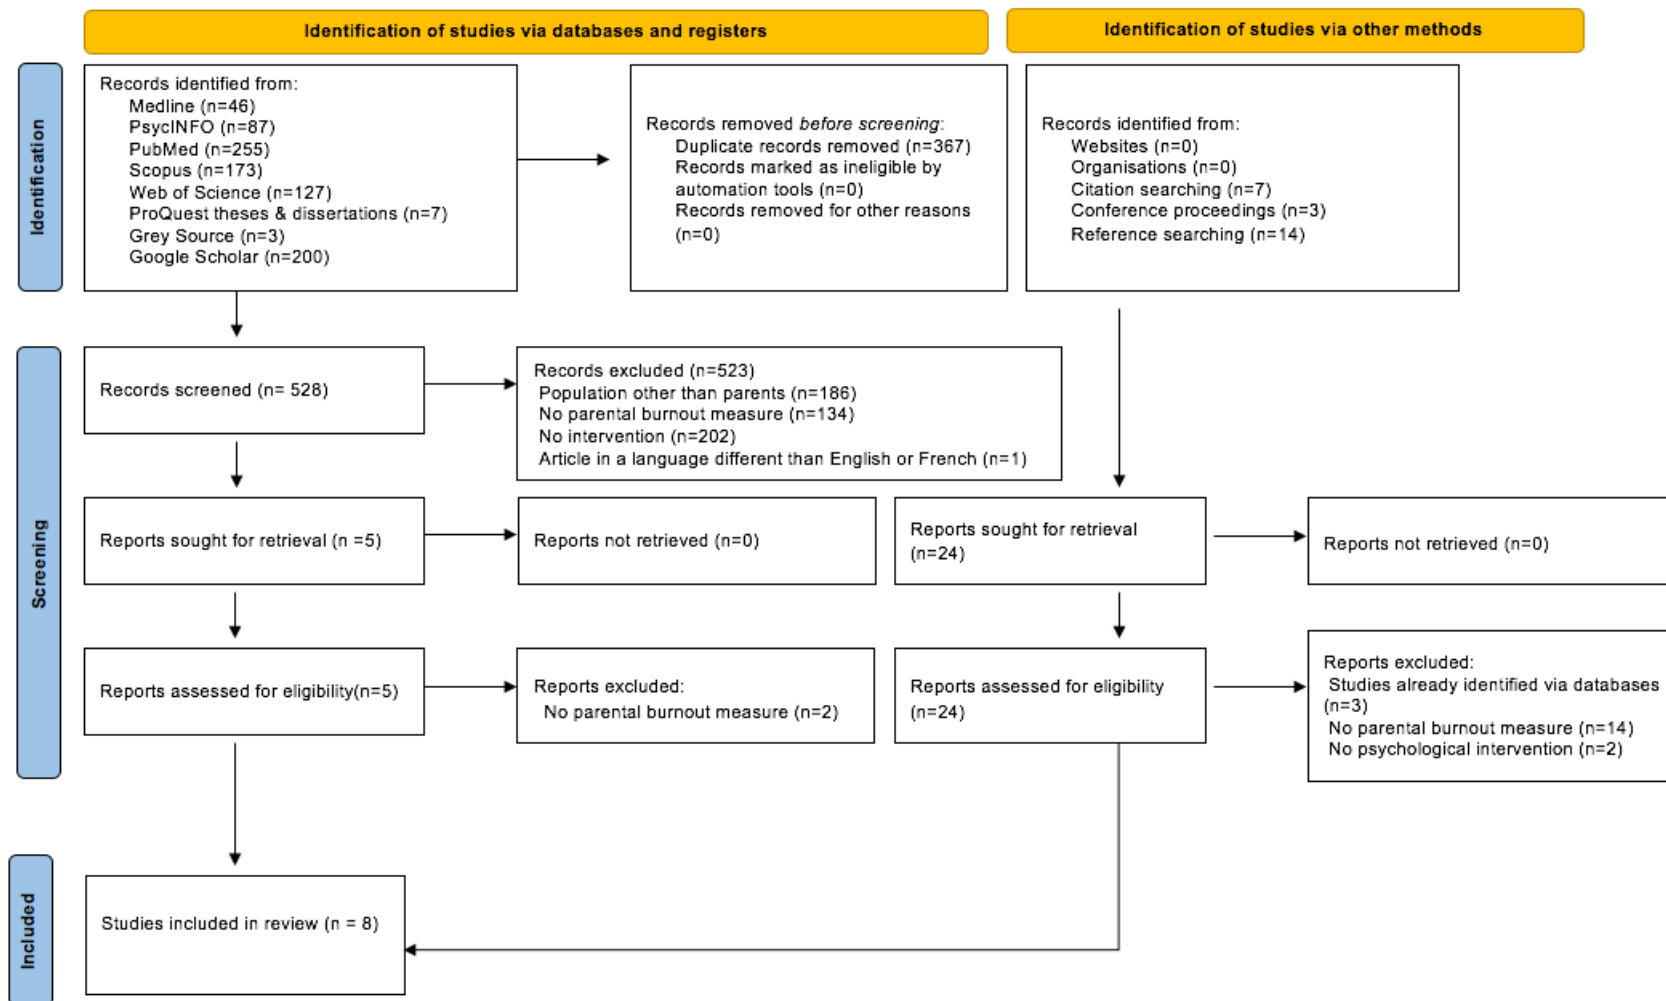 Identification of studies via databases and registers
Identification of studies via other methods
Identification
Records identified from:
Medline (n=46)
PsycINFO (n=87)
PubMed (n=255)
Scopus (n=173)
Web of Science (n=127)
ProQuest theses & dissertations (n=7)
Grey Source (n=3)
Google Scholar (n=200)
Records removed before screening:
Duplicate records removed (n=367)
Records marked as ineligible by
automation tools (n=0)
Records removed for other reasons
(n=0)
Records identified from:
Websites (n=0)
Organisations (n=0)
Citation searching (n=7)
Conference proceedings (n=3)
Reference searching (n=14)
Screening
Records screened (n= 528)
Records excluded (n=523)
Population other than parents (n=186)
No parental burnout measure (n=134)
No intervention (n=202)
Article in a language different than English or French (n=1)
Reports sought for retrieval (n =5)
Reports not retrieved (n=0)
Reports sought for retrieval
(n=24)
Reports not retrieved (n=0)
Reports assessed for eligibility(n=5)
Reports excluded:
No parental burnout measure (n=2)
Reports assessed for eligibility
(n=24)
Reports excluded:
Studies already identified via databases
(n=3)
No parental burnout measure (n=14)
No psychological intervention (n=2)
Included
Studies included in review (n = 8)